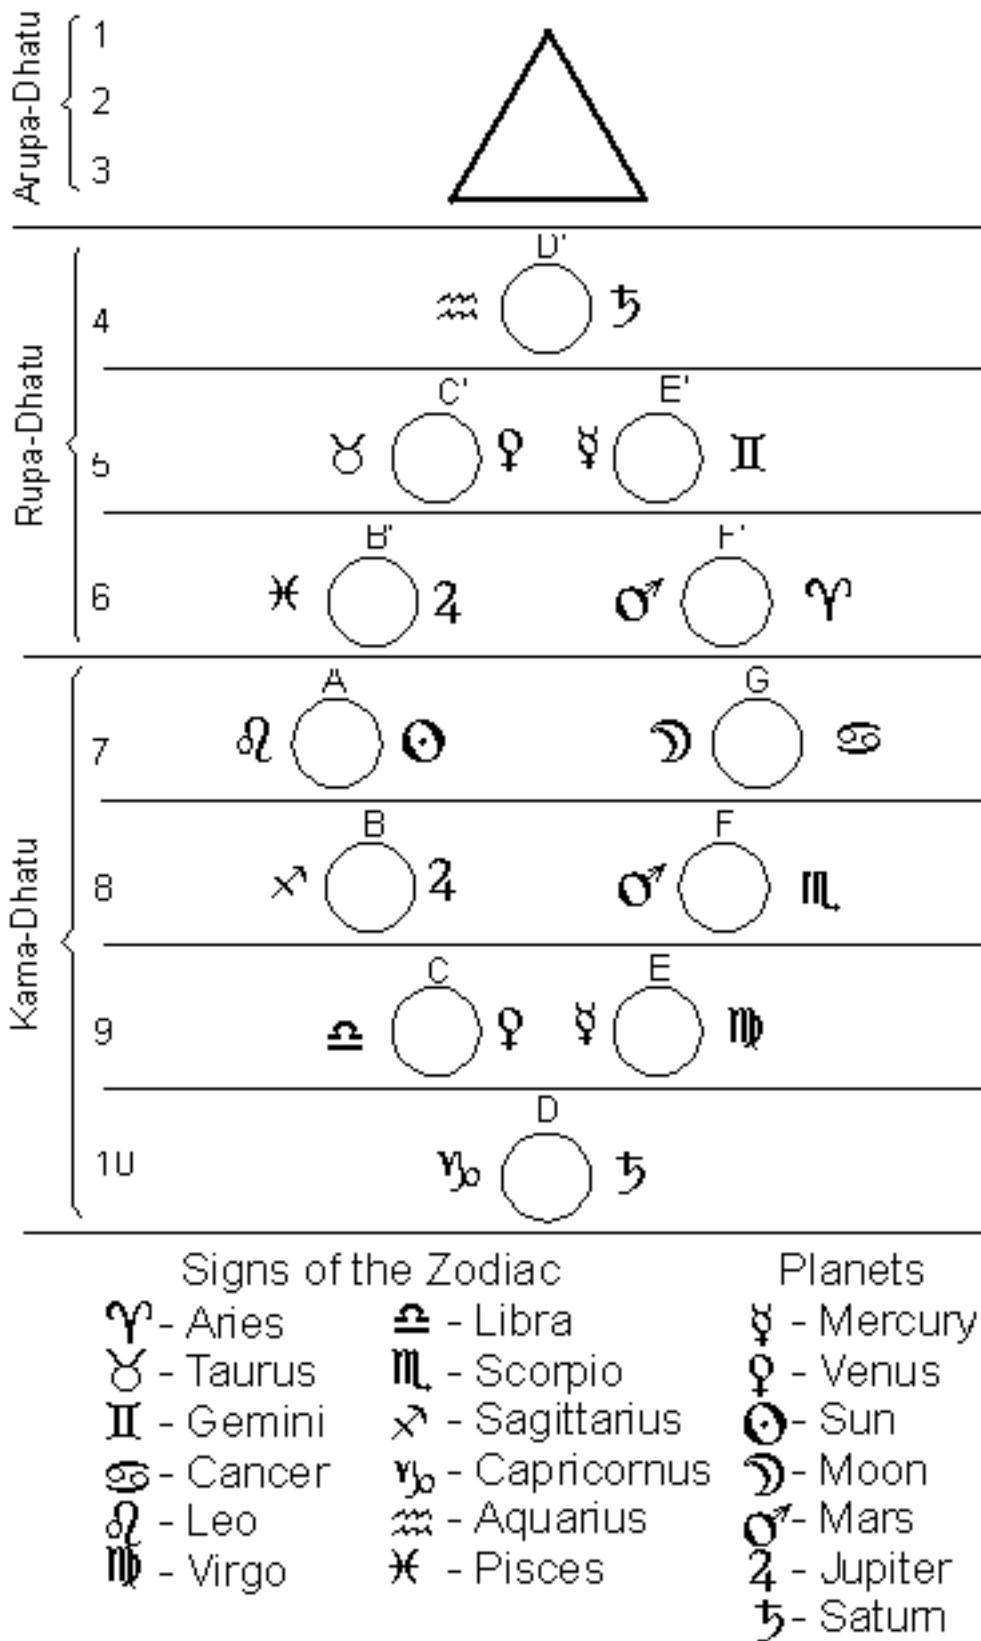 Arupa-Dhatu
1
2
3
D'
Rupa-Dhatu
4
C' E'
5
B' F'
6
A G
7
Kama-Dhatu
B F
8
C E
9
D
10
Signs of the Zodiac Planets
♈ - Aries ♎ - Libra ☿ - Mercury
♉ - Taurus ♏ - Scorpio ♀ - Venus
♊ - Gemini ♐ - Sagittarius ☉ - Sun
♋ - Cancer ♑ - Capricornus ☽ - Moon
♌ - Leo ♒ - Aquarius ♂ - Mars
♍ - Virgo ♓ - Pisces ♃ - Jupiter
♄ - Saturn